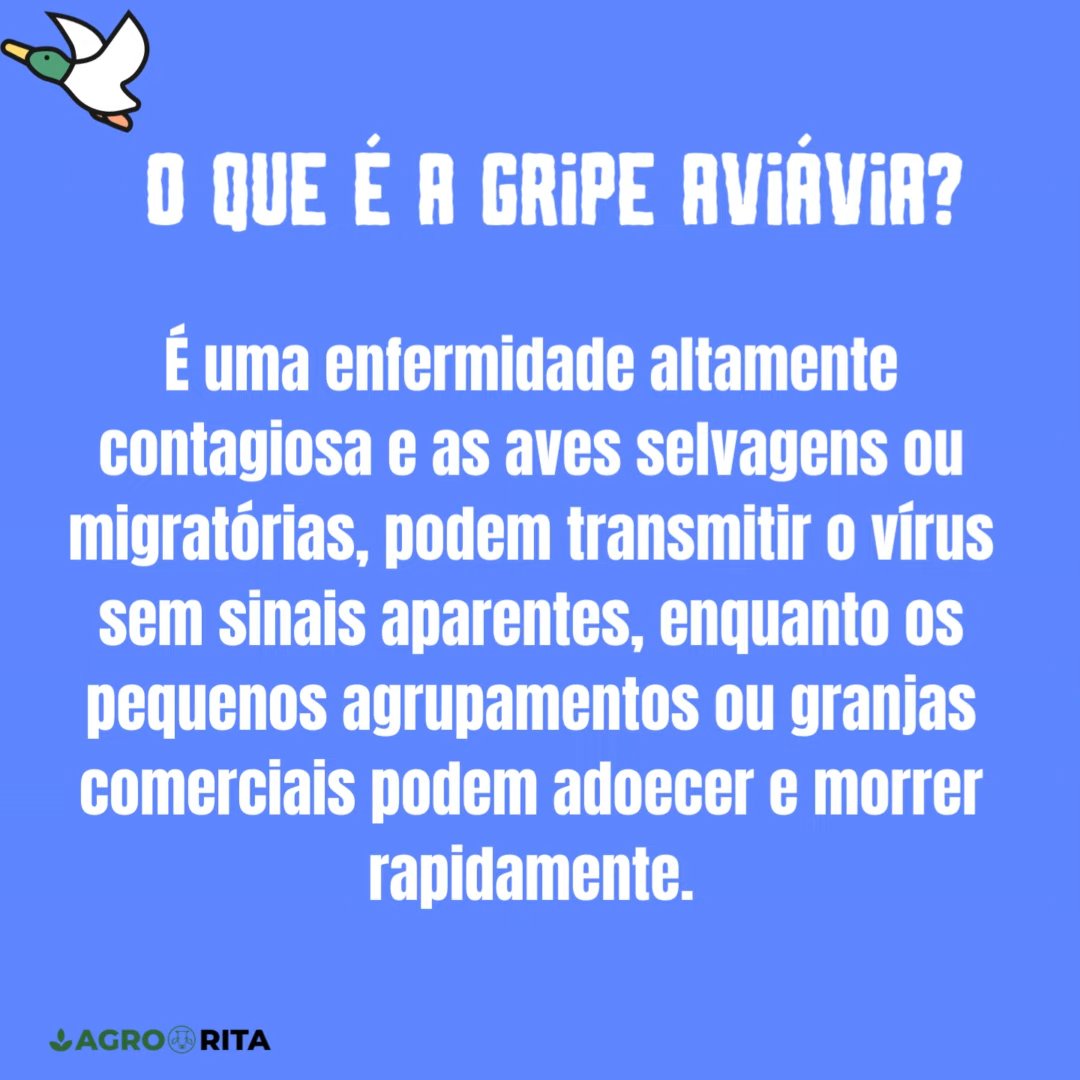 O QUE É A GRiPE AViÁViA?
É uma enfermidade altamente
contagiosa e as aves selvagens ou
migratórias, podem transmitir o vírus
sem sinais aparentes, enquanto os
pequenos agrupamentos ou granjas
comerciais podem adoecer e morrer
rapidamente.
AGRO RITA